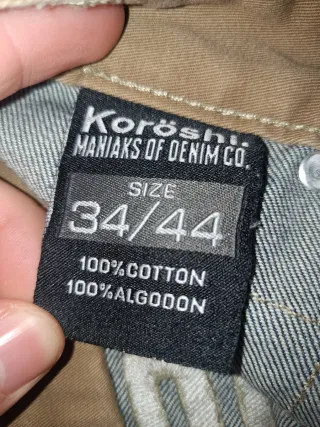 Koröshi.
MANIAKS OF DENIM CO.
SIZE
34/44
100%COTTON
100%ALGODON